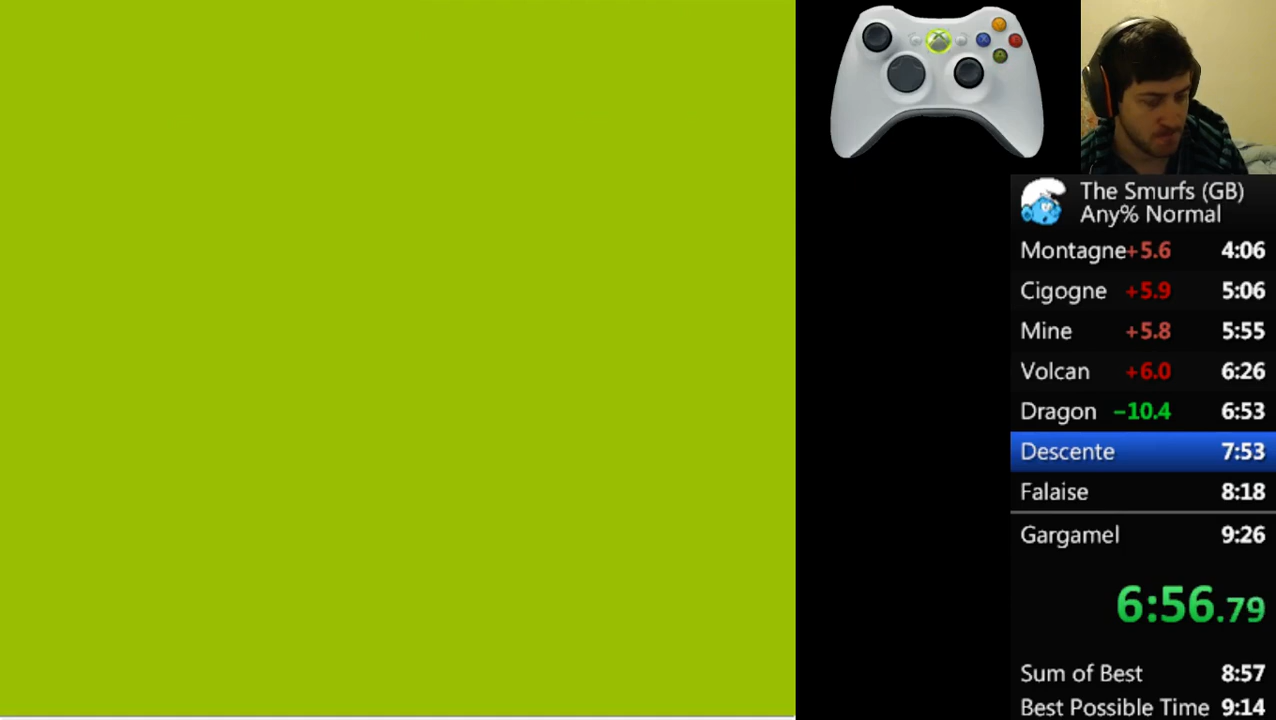 The Smurfs (GB)
Any% Normal
Montagne +5.6 4:06
Cigogne +5.9 5:06
Mine +5.8 5:55
Volcan +6.0 6:26
Dragon −10.4 6:53
Descente 7:53
Falaise 8:18
Gargamel 9:26
6:56.79
Sum of Best 8:57
Best Possible Time 9:14